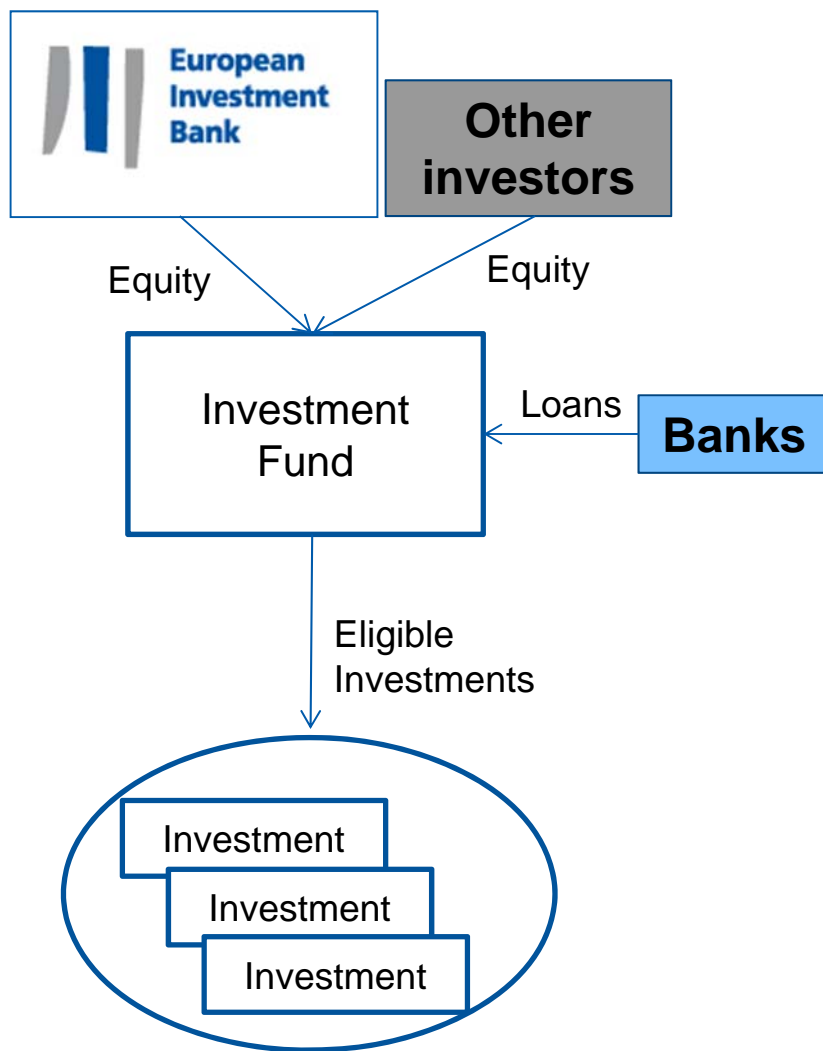 European
Investment
Bank
Other
investors
Equity
Equity
Investment
Fund
Loans
Banks
Eligible
Investments
Investment
Investment
Investment